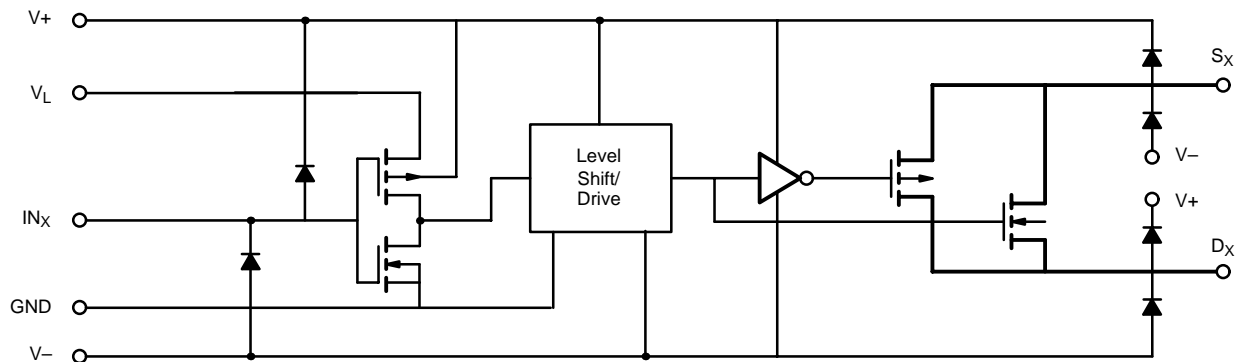 V+
VL
INX
GND
V–
Level
Shift/
Drive
SX
V–
V+
DX